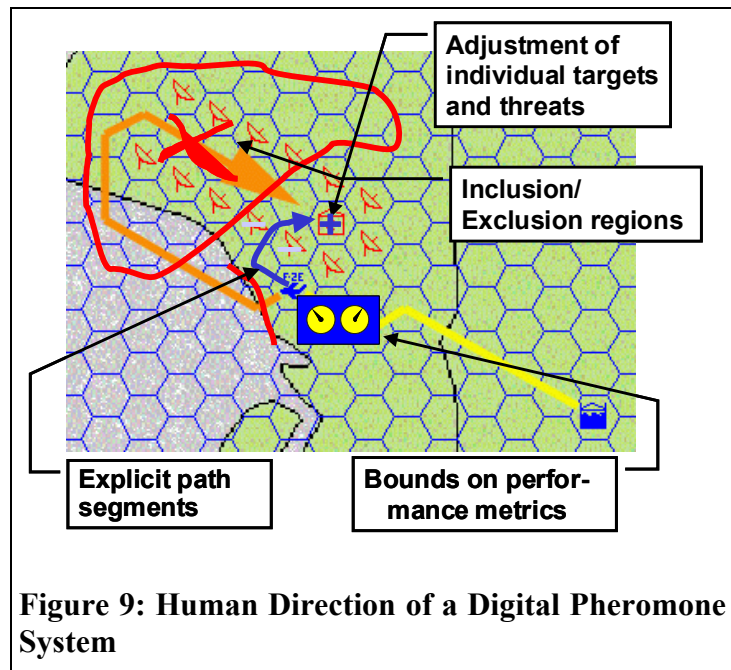 Adjustment of
individual targets
and threats
Inclusion/
Exclusion regions
F-2E
Explicit path
segments
Bounds on perfor-
mance metrics
Figure 9: Human Direction of a Digital Pheromone
System